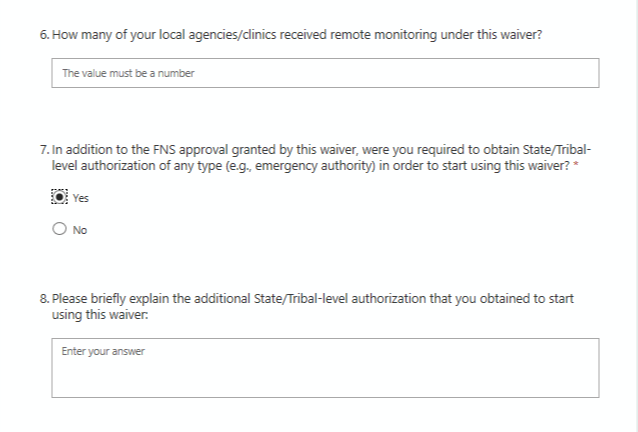 6. How many of your local agencies/clinics received remote monitoring under this waiver?
The value must be a number
7. In addition to the FNS approval granted by this waiver, were you required to obtain State/Tribal-
level authorization of any type (e.g., emergency authority) in order to start using this waiver? *
Yes
No
8. Please briefly explain the additional State/Tribal-level authorization that you obtained to start
using this waiver:
Enter your answer